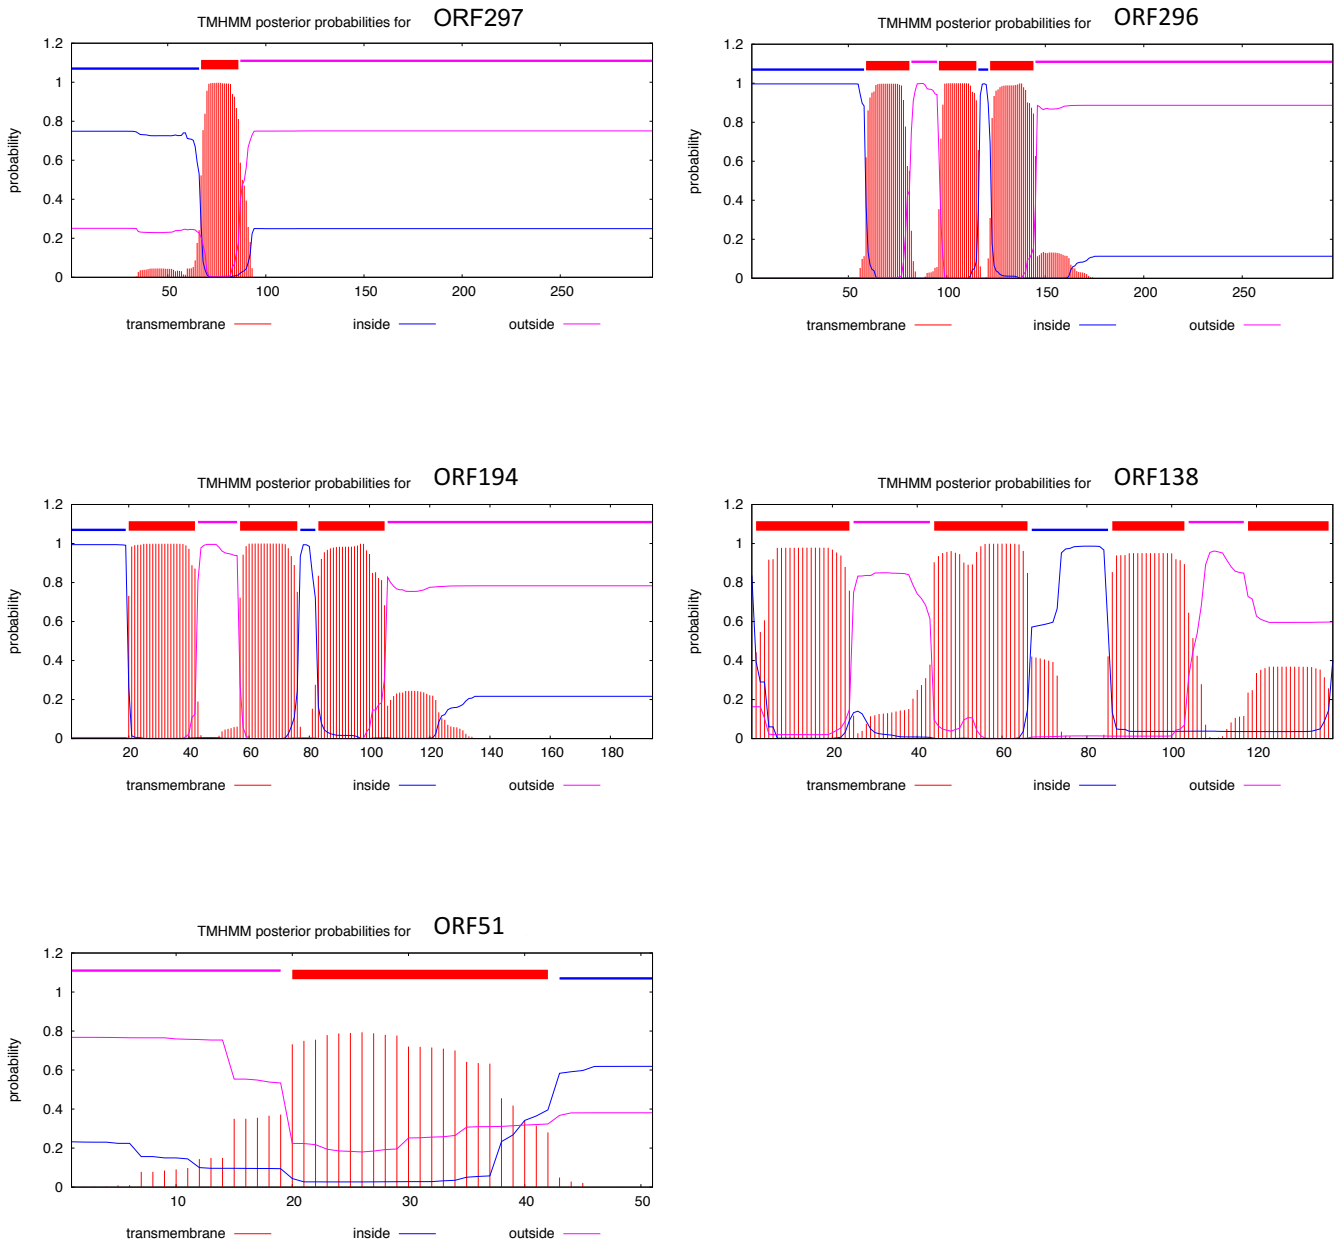 TMHMM posterior probabilities for ORF297
1.2
1
0.8
0.6
0.4
0.2
0
probability
50 100 150 200 250
transmembrane inside outside
TMHMM posterior probabilities for ORF296
1.2
1
0.8
0.6
0.4
0.2
0
probability
50 100 150 200 250
transmembrane inside outside
TMHMM posterior probabilities for ORF194
1.2
1
0.8
0.6
0.4
0.2
0
probability
20 40 60 80 100 120 140 160 180
transmembrane inside outside
TMHMM posterior probabilities for ORF138
1.2
1
0.8
0.6
0.4
0.2
0
probability
20 40 60 80 100 120
transmembrane inside outside
TMHMM posterior probabilities for ORF51
1.2
1
0.8
0.6
0.4
0.2
0
probability
10 20 30 40 50
transmembrane inside outside